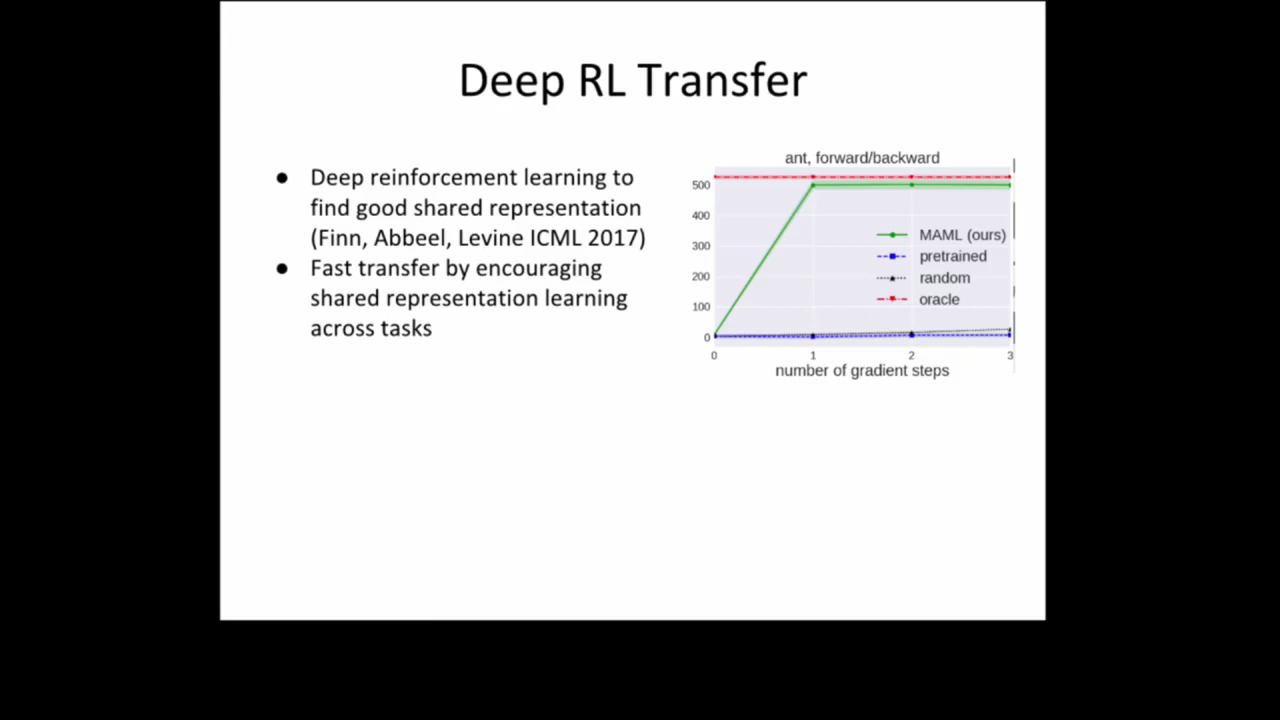 Deep RL Transfer
● Deep reinforcement learning to
find good shared representation
(Finn, Abbeel, Levine ICML 2017)
● Fast transfer by encouraging
shared representation learning
across tasks
ant, forward/backward
500
400
300
200
100
0
MAML (ours)
pretrained
random
oracle
0 1 2 3
number of gradient steps